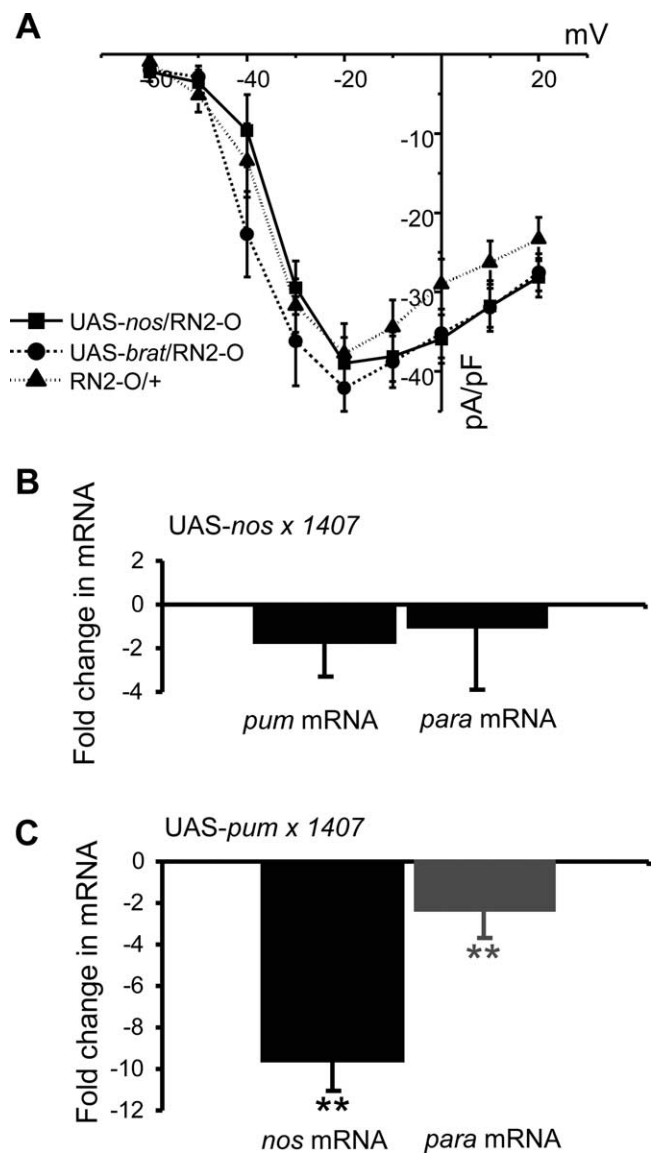 A
mV
-60 -40 -20 20
-10
-20
-30
-40
pA/pF
UAS-nos/RN2-O
UAS-brat/RN2-O
RN2-O/+
B
UAS-nos x 1407
Fold change in mRNA
2
0
-2
-4
pum mRNA para mRNA
C
UAS-pum x 1407
Fold change in mRNA
0
-2
-4
-6
-8
-10
-12
**
**
nos mRNA para mRNA